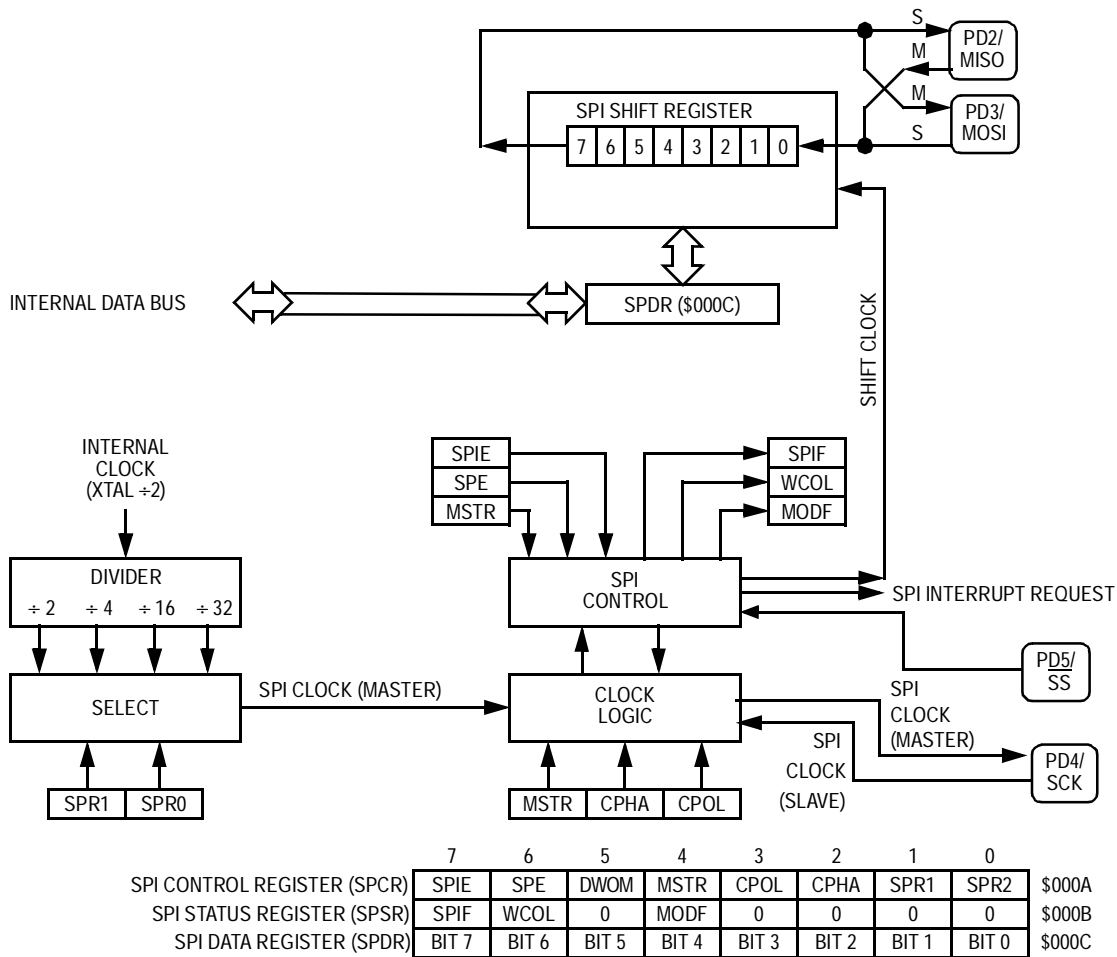 S
PD2/
MISO
M
M
PD3/
MOSI
S
SPI SHIFT REGISTER
7 6 5 4 3 2 1 0
INTERNAL DATA BUS
SPDR ($000C)
SHIFT CLOCK
INTERNAL
CLOCK
(XTAL ÷2)
SPIE
SPE
MSTR
SPIF
WCOL
MODF
DIVIDER
÷ 2 ÷ 4 ÷ 16 ÷ 32
SPI
CONTROL
SPI INTERRUPT REQUEST
PD5/
SS
SELECT
SPI CLOCK (MASTER)
CLOCK
LOGIC
SPI
CLOCK
(MASTER)
SPI
CLOCK
(SLAVE)
PD4/
SCK
SPR1 SPR0
MSTR CPHA CPOL
7 6 5 4 3 2 1 0
SPI CONTROL REGISTER (SPCR) SPIE SPE DWOM MSTR CPOL CPHA SPR1 SPR2 $000A
SPI STATUS REGISTER (SPSR) SPIF WCOL 0 MODF 0 0 0 0 $000B
SPI DATA REGISTER (SPDR) BIT 7 BIT 6 BIT 5 BIT 4 BIT 3 BIT 2 BIT 1 BIT 0 $000C